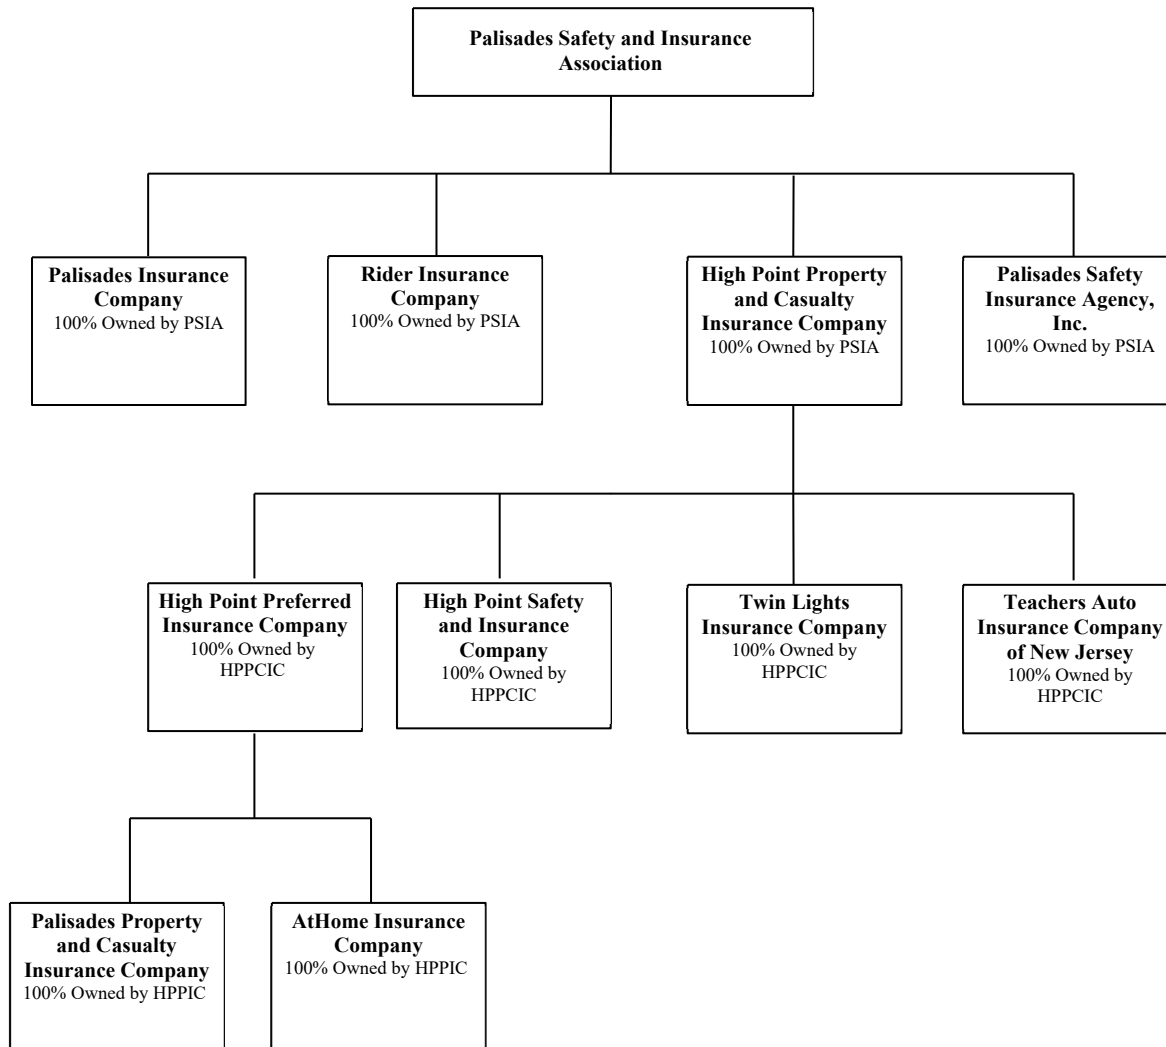 Palisades Safety and Insurance
Association
Palisades Insurance
Company
100% Owned by PSIA
Rider Insurance
Company
100% Owned by PSIA
High Point Property
and Casualty
Insurance Company
100% Owned by PSIA
Palisades Safety
Insurance Agency,
Inc.
100% Owned by PSIA
High Point Preferred
Insurance Company
100% Owned by
HPPCIC
High Point Safety
and Insurance
Company
100% Owned by
HPPCIC
Twin Lights
Insurance Company
100% Owned by
HPPCIC
Teachers Auto
Insurance Company
of New Jersey
100% Owned by
HPPCIC
Palisades Property
and Casualty
Insurance Company
100% Owned by HPPIC
AtHome Insurance
Company
100% Owned by HPPIC